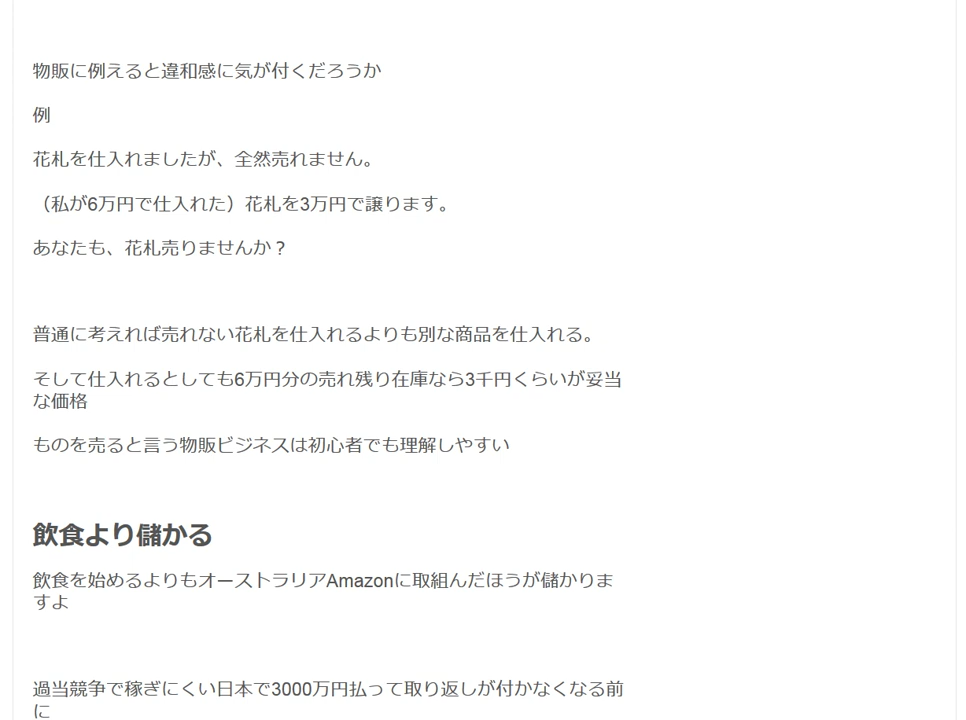 物販に例えると違和感に気が付くだろうか
例
花札を仕入れましたが、全然売れません。
（私が6万円で仕入れた）花札を3万円で譲ります。
あなたも、花札売りませんか？
普通に考えれば売れない花札を仕入れるよりも別な商品を仕入れる。
そして仕入れるとしても6万円分の売れ残り在庫なら3千円くらいが妥当
な価格
ものを売ると言う物販ビジネスは初心者でも理解しやすい
飲食より儲かる
飲食を始めるよりもオーストラリアAmazonに取組んだほうが儲かりま
すよ
過当競争で稼ぎにくい日本で3000万円払って取り返しが付かなくなる前
に